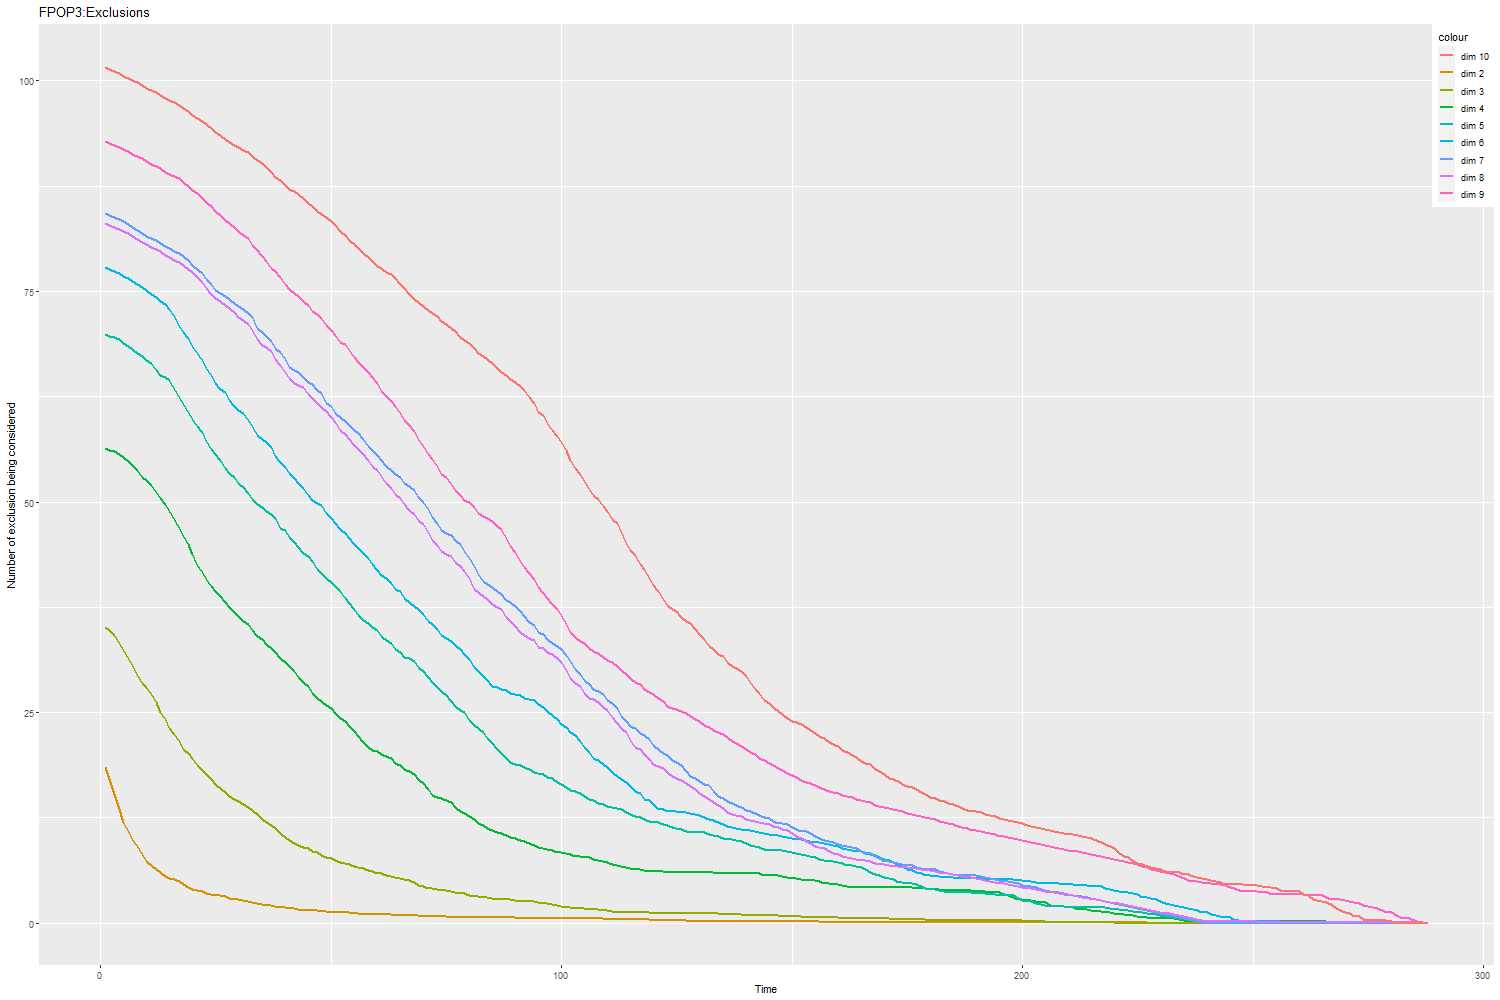 FPOP3:Exclusions
colour
dim 10
dim 2
dim 3
dim 4
dim 5
dim 6
dim 7
dim 8
dim 9
Number of exclusion being considered
100
75
50
25
0
0 100 200 300
Time